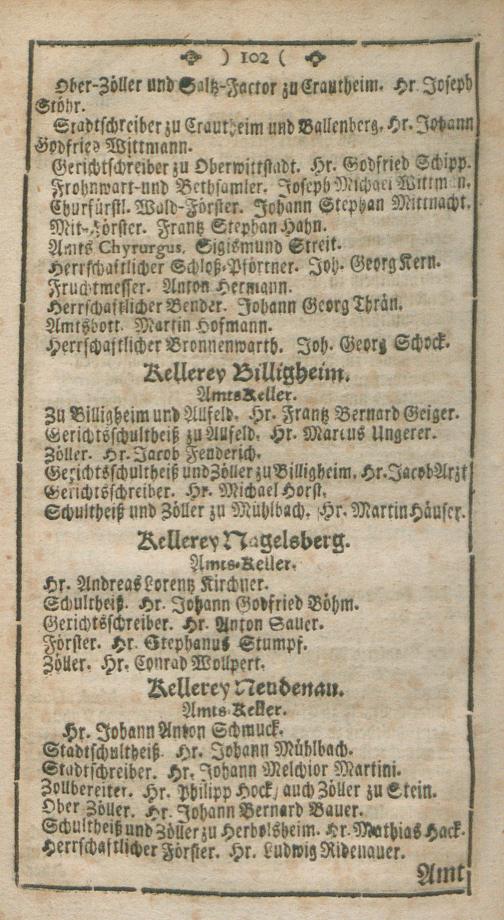 ) 102 (
Ober-Zöller und Saltz-Factor zu Crautheim. Hr. Joseph
Stöhr.
Stadtschreiber zu Crautheim und Ballenberg. Hr. Johann
Godfried Wittmann.
Gerichtschreiber zu Oberwittstadt. Hr. Godfried Schipp.
Frohnwart-und Bethsamler. Joseph Michael Wittman.
Churfürstl. Wald-Förster. Johann Stephan Mittnacht.
Mit-Förster. Frantz Stephan Hahn.
Amts Chyrurgus. Sigismund Streit.
Herrschafftlicher Schloß-Pförtner. Joh. Georg Kern.
Fruchtmesser. Anton Hermann.
Herrschafftlicher Bender. Johann Georg Thrän.
Amtsbott. Martin Hofmann.
Herrschafftlicher Bronnenwarth. Joh. Georg Schock.
Kellerey Billigheim.
Amts Keller.
Zu Billigheim und Allfeld. Hr. Frantz Bernard Geiger.
Gerichtsschultheiß zu Allfeld. Hr. Marcus Ungerer.
Zöller. Hr. Jacob Fenderich.
Gerichtsschultheiß und Zöller zu Billigheim. Hr. Jacob Arzt
Gerichtsschreiber. Hr. Michael Horst.
Schultheiß und Zöller zu Mühlbach. Hr. Martin Häuser.
Kellerey Nagelsberg.
Amts-Keller.
Hr. Andreas Lorentz Kirchner.
Schultheiß. Hr. Johann Godfried Böhm.
Gerichtsschreiber. Hr. Anton Sauer.
Förster. Hr. Stephanus Stumpf.
Zöller. Hr. Conrad Wollpert.
Kellerey Neudenau.
Amts Keller.
Hr. Johann Anton Schmuck.
Stadtschultheiß. Hr. Johann Mühlbach.
Stadtschreiber. Hr. Johann Melchior Martini.
Zollbereiter. Hr. Philipp Hock / auch Zöller zu Stein.
Ober Zöller. Hr. Johann Bernard Bauer.
Schultheiß und Zöller zu Herbolsheim. Hr. Mathias Hack.
Herrschafftlicher Förster. Hr. Ludwig Ridenauer.
Amt